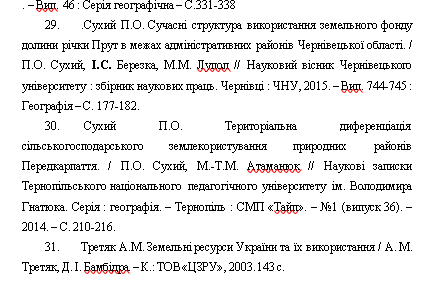 . – Вип. 46 : Серія географічна – С.331-338
29. .Сухий П.О. Сучасні структура використання земельного фонду
долини річки Прут в межах адміністративних районів Чернівецької області. /
П.О. Сухий, І.С. Березка, М.М. Лупол // Науковий вісник Чернівецького
університету : збірник наукових праць. Чернівці : ЧНУ, 2015. – Вип. 744-745 :
Географія – С. 177-182.
30. Сухий П.О. Територіальна диференціація
сільськогосподарського землекористування природних районів
Передкарпаття. / П.О. Сухий, М.-Т.М. Атаманюк // Наукові записки
Тернопільського національного педагогічного університету ім. Володимира
Гнатюка. Серія : географія. – Тернопіль : СМП «Тайп». – №1 (випуск 36). –
2014. – С. 210-216.
31. Третяк А.М. Земельні ресурси України та їх використання / А. М.
Третяк, Д. І. Бамбідра. – К.: ТОВ «ЦЗРУ», 2003. 143 с.